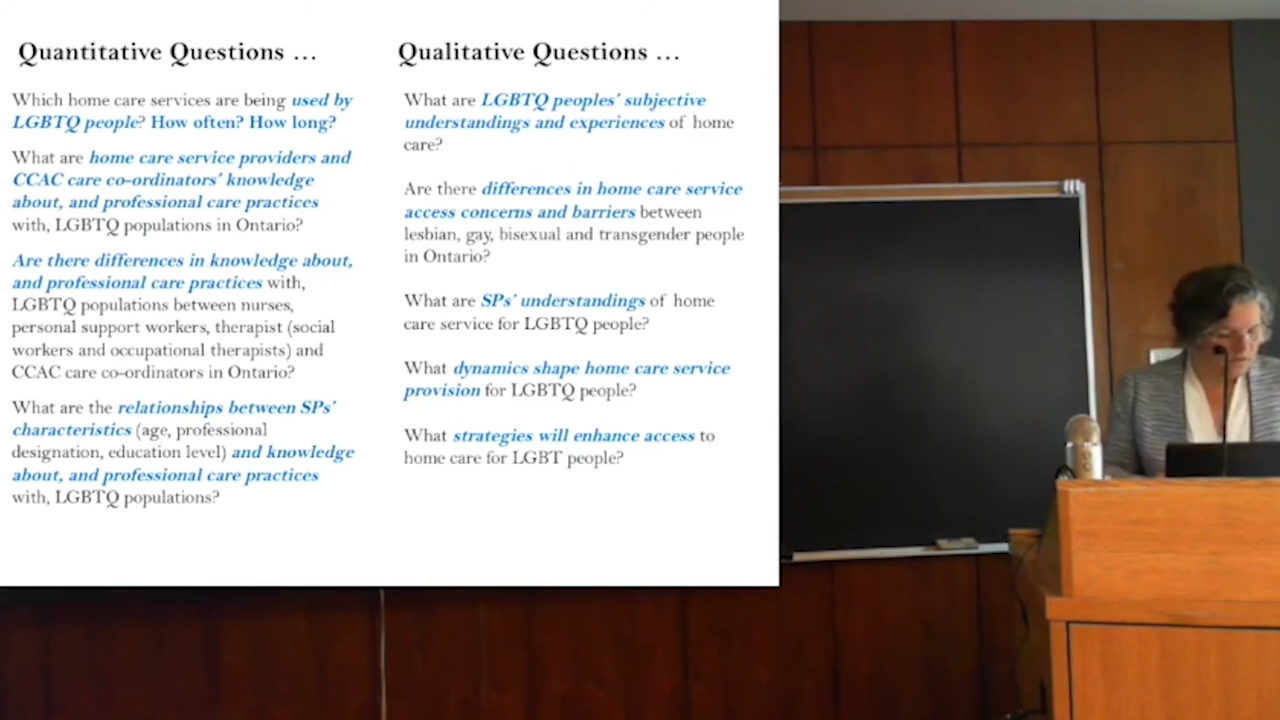 Quantitative Questions …
Which home care services are being used by
LGBTQ people? How often? How long?
What are home care service providers and
CCAC care co-ordinators' knowledge
about, and professional care practices
with, LGBTQ populations in Ontario?
Are there differences in knowledge about,
and professional care practices with,
LGBTQ populations between nurses,
personal support workers, therapist (social
workers and occupational therapists) and
CCAC care co-ordinators in Ontario?
What are the relationships between SPs'
characteristics (age, professional
designation, education level) and knowledge
about, and professional care practices
with, LGBTQ populations?
Qualitative Questions …
What are LGBTQ peoples' subjective
understandings and experiences of home
care?
Are there differences in home care service
access concerns and barriers between
lesbian, gay, bisexual and transgender people
in Ontario?
What are SPs' understandings of home
care service for LGBTQ people?
What dynamics shape home care service
provision for LGBTQ people?
What strategies will enhance access to
home care for LGBT people?